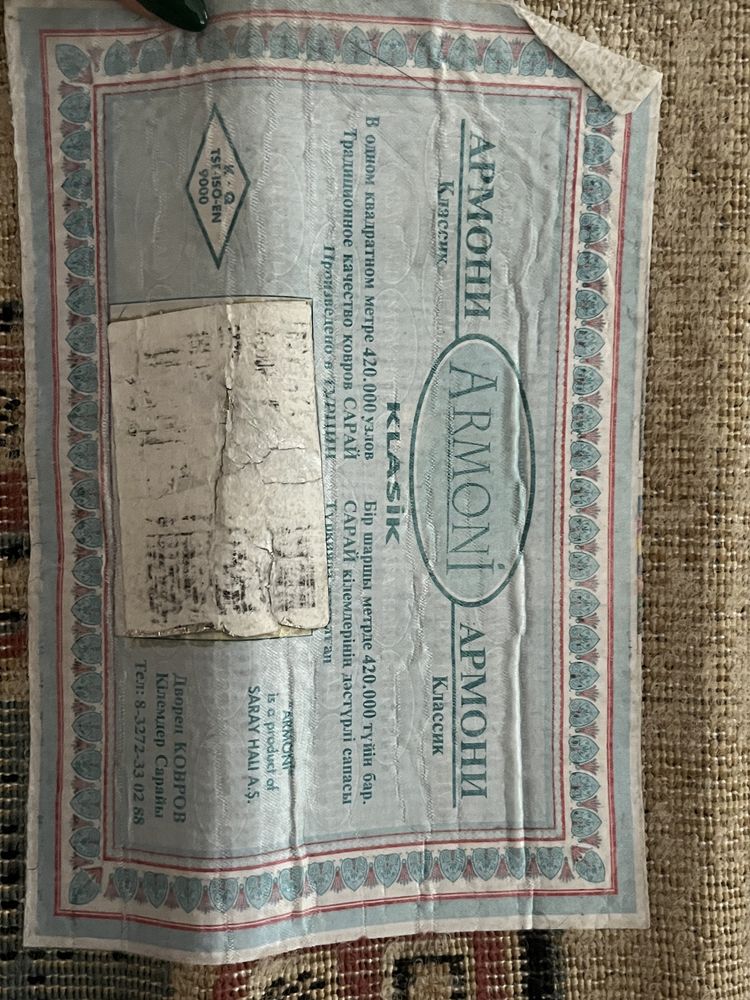 АРМОНИ ARMONİ АРМОНИ
Классик Классик
KLASİK
В одном квадратном метре 420.000 узлов
Традиционное качество ковров САРАЙ
Произведено в ТУРЦИИ
Бір шаршы метрде 420.000 түйін бар.
САРАЙ кілемдерінің дәстүрлі сапасы
K - Q
TSE-ISO-EN
9000
"ARMONİ"
is a product of
SARAY HALI A.Ş.
Дворец КОВРОВ
Кілемдер Сарайы
Тел: 8-3272-33 02 88